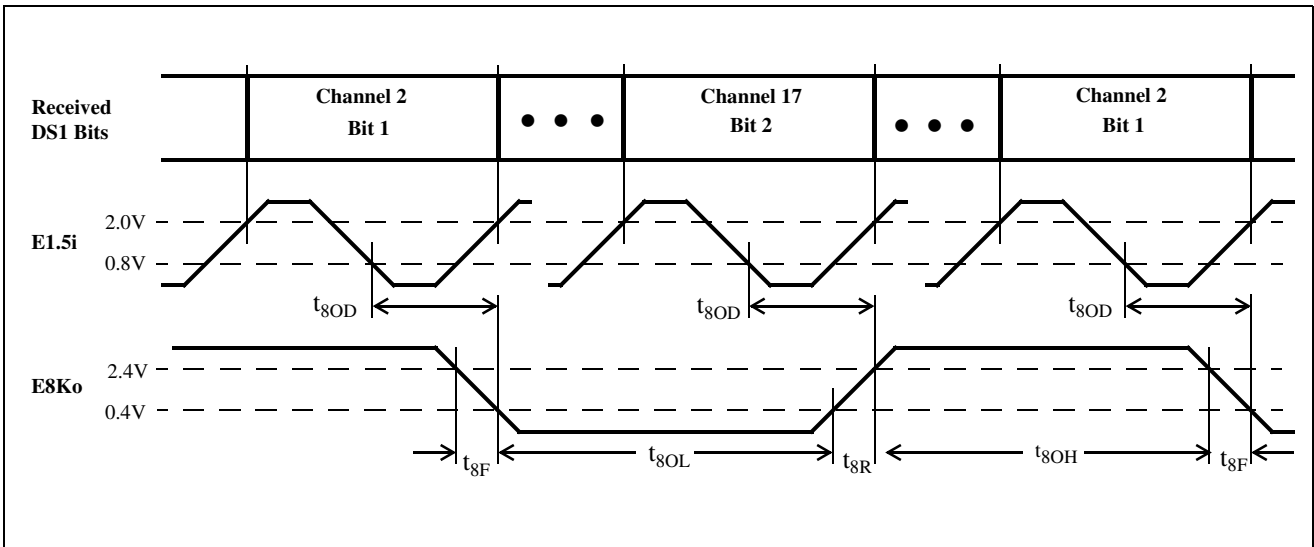 Received
DS1 Bits
Channel 2
Bit 1
• • •
Channel 17
Bit 2
• • •
Channel 2
Bit 1
E1.5i
2.0V
0.8V
t8OD
t8OD
t8OD
E8Ko
2.4V
0.4V
t8F
t8OL
t8R
t8OH
t8F